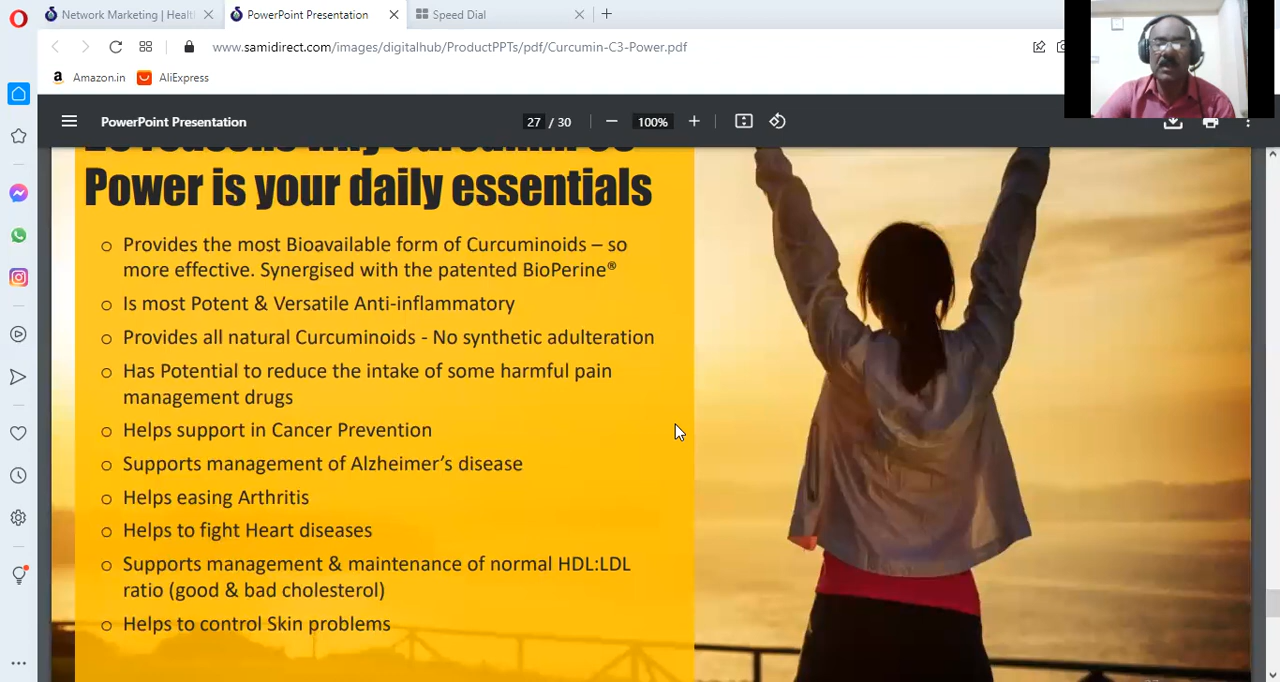 Network Marketing | Healt
PowerPoint Presentation
Speed Dial
www.samidirect.com/images/digitalhub/ProductPPTs/pdf/Curcumin-C3-Power.pdf
Amazon.in
AliExpress
PowerPoint Presentation
27 / 30
100%
Power is your daily essentials
Provides the most Bioavailable form of Curcuminoids – so
more effective. Synergised with the patented BioPerine®
Is most Potent & Versatile Anti-inflammatory
Provides all natural Curcuminoids - No synthetic adulteration
Has Potential to reduce the intake of some harmful pain
management drugs
Helps support in Cancer Prevention
Supports management of Alzheimer’s disease
Helps easing Arthritis
Helps to fight Heart diseases
Supports management & maintenance of normal HDL:LDL
ratio (good & bad cholesterol)
Helps to control Skin problems